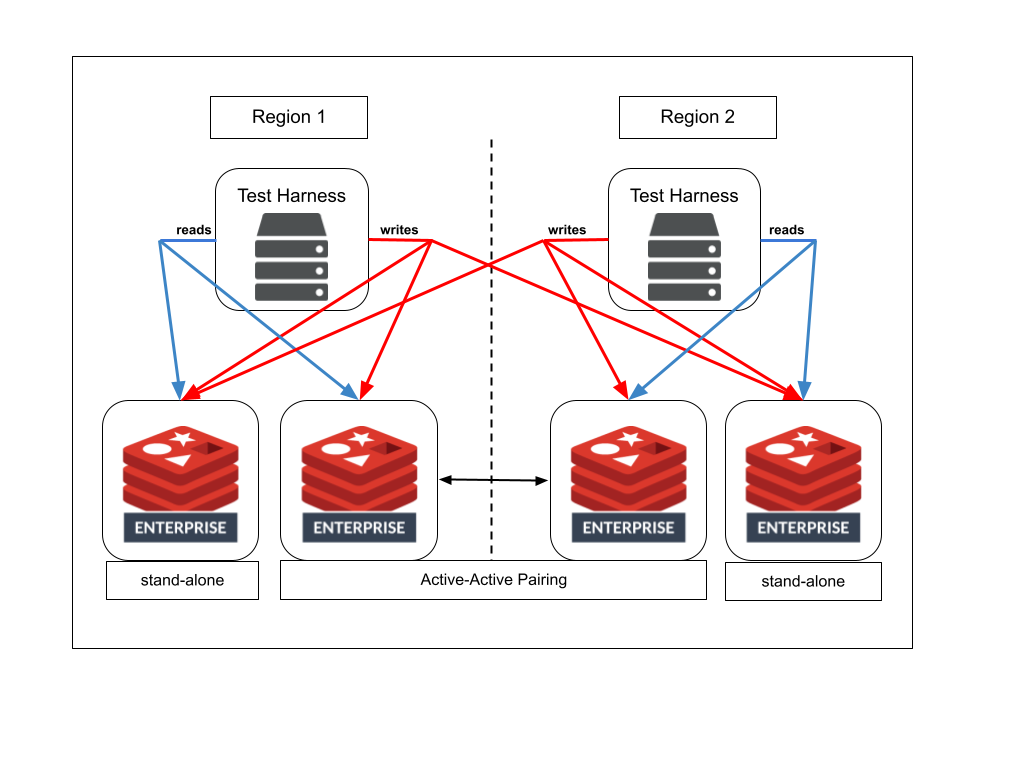 Region 1
Region 2
Test Harness
Test Harness
reads
writes
writes
reads
ENTERPRISE
ENTERPRISE
ENTERPRISE
ENTERPRISE
stand-alone
Active-Active Pairing
stand-alone